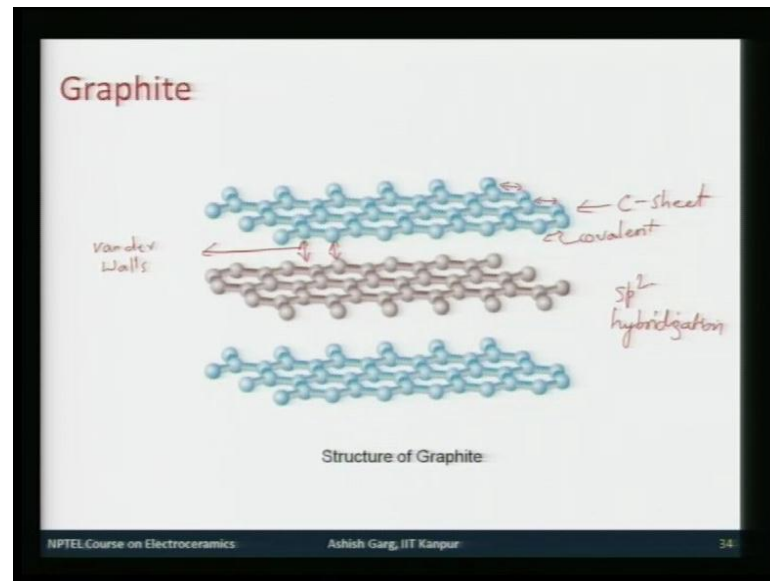 Graphite
C-sheet
covalent
van der
walls
sp2
hybridization
Structure of Graphite
NPTEL Course on Electroceramics
Ashish Garg, IIT Kanpur
34